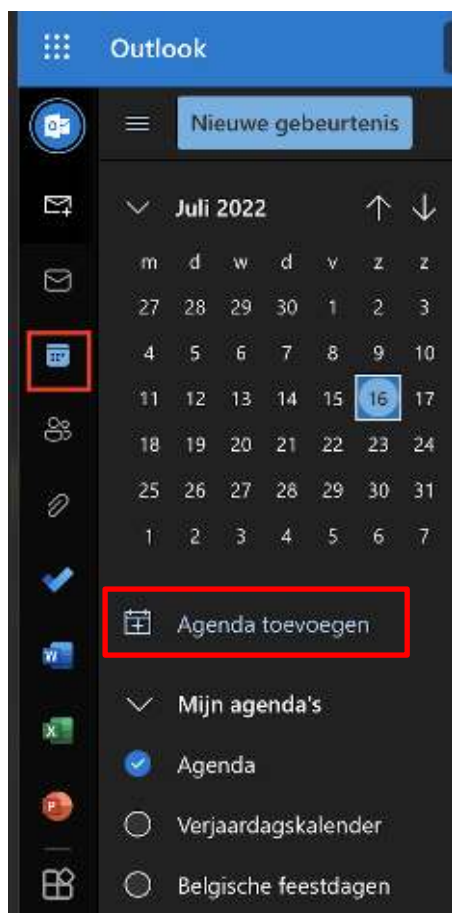 Outlook
Nieuwe gebeurtenis
Juli 2022
m d w d v z z
27 28 29 30 1 2 3
4 5 6 7 8 9 10
11 12 13 14 15 16 17
18 19 20 21 22 23 24
25 26 27 28 29 30 31
1 2 3 4 5 6 7
Agenda toevoegen
Mijn agenda's
Agenda
Verjaardagskalender
Belgische feestdagen